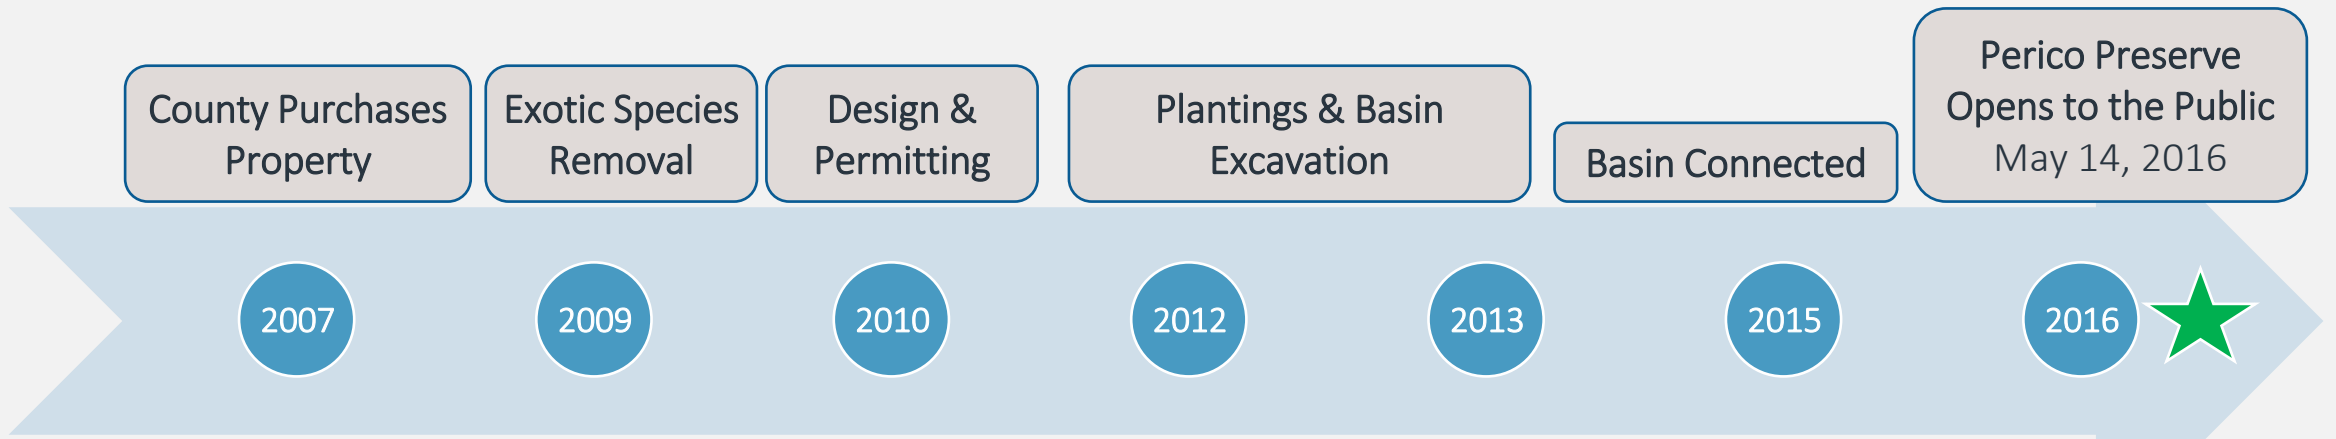 County Purchases
Property
Exotic Species
Removal
Design &
Permitting
Plantings & Basin
Excavation
Basin Connected
Perico Preserve
Opens to the Public
May 14, 2016
2007
2009
2010
2012
2013
2015
2016